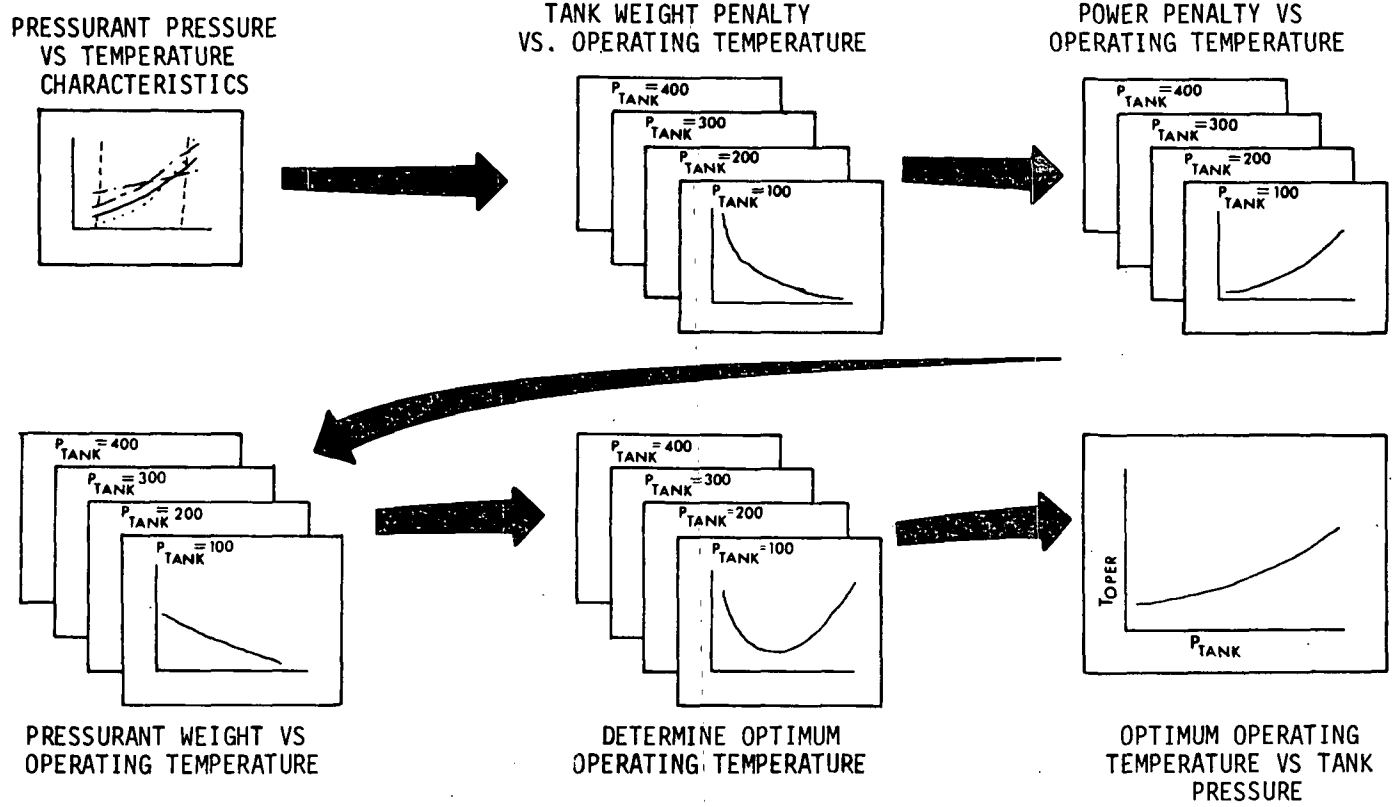 PRESSURANT PRESSURE
VS TEMPERATURE
CHARACTERISTICS
TANK WEIGHT PENALTY
VS. OPERATING TEMPERATURE
P TANK = 400
P TANK = 300
P TANK = 200
P TANK = 100
POWER PENALTY VS
OPERATING TEMPERATURE
P TANK = 400
P TANK = 300
P TANK = 200
P TANK = 100
P TANK = 400
P TANK = 300
P TANK = 200
P TANK = 100
PRESSURANT WEIGHT VS
OPERATING TEMPERATURE
P TANK = 400
P TANK = 300
P TANK = 200
P TANK = 100
DETERMINE OPTIMUM
OPERATING TEMPERATURE
T OPER
P TANK
OPTIMUM OPERATING
TEMPERATURE VS TANK
PRESSURE